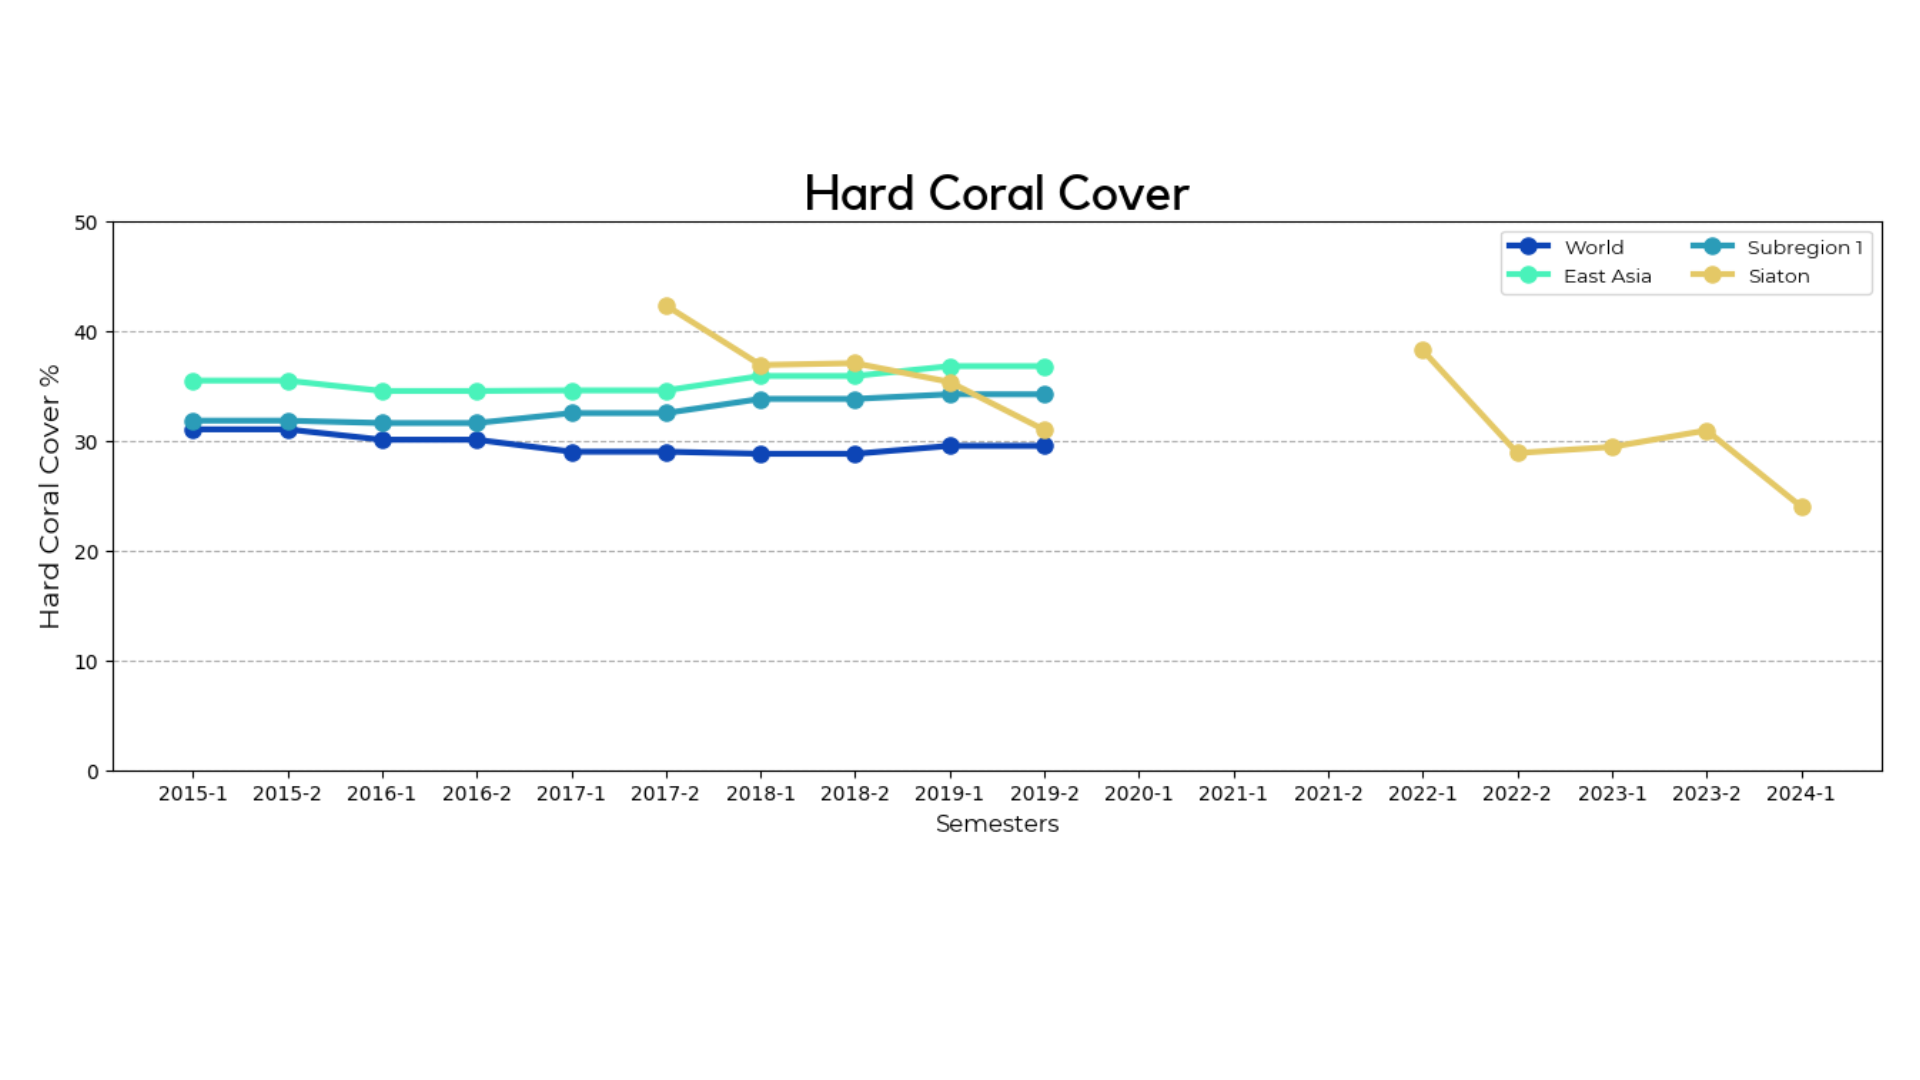 Hard Coral Cover
50
40
30
20
10
0
Hard Coral Cover %
World
Subregion 1
East Asia
Siaton
2015-1 2015-2 2016-1 2016-2 2017-1 2017-2 2018-1 2018-2 2019-1 2019-2 2020-1 2021-1 2021-2 2022-1 2022-2 2023-1 2023-2 2024-1
Semesters